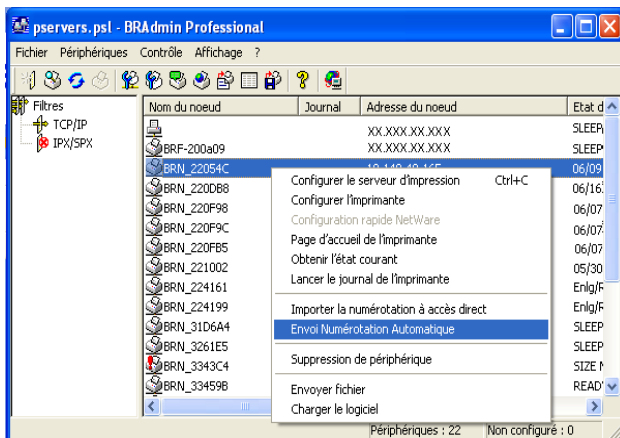 pservers.psl - BRAdmin Professional
Fichier Périphériques Contrôle Affichage ?
Filtres
TCP/IP
IPX/SPX
Nom du noeud Journal Adresse du noeud Etat d
XX.XXX.XX.XXX SLEEP
BRF-200a09 XX.XXX.XX.XXX SLEEP
BRN_22054C 06/09
BRN_220DB8 06/16
BRN_220F98 06/07
BRN_220F9C 06/07
BRN_220FB5 06/07
BRN_221002 05/30
BRN_224161 Enlg/R
BRN_224199 Enlg/R
BRN_31D6A4 SLEEP
BRN_3261E5 SLEEP
BRN_3343C4 SIZE
BRN_33459B READY
Configurer le serveur d'impression Ctrl+C
Configurer l'imprimante
Configuration rapide NetWare
Page d'accueil de l'imprimante
Obtenir l'état courant
Lancer le journal de l'imprimante
Importer la numérotation à accès direct
Envoi Numérotation Automatique
Suppression de périphérique
Envoyer fichier
Charger le logiciel
Périphériques : 22 Non configuré : 0